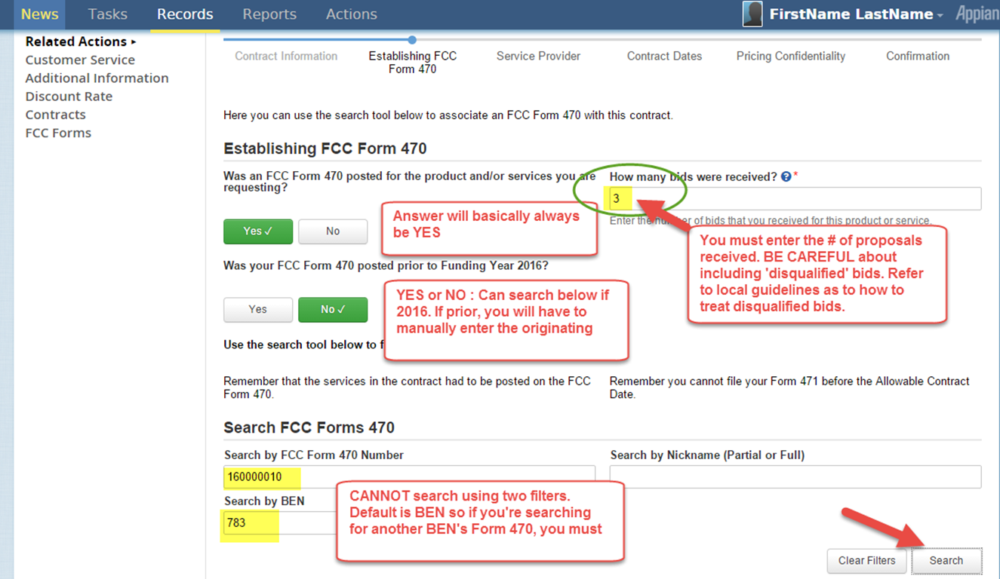 News Tasks Records Reports Actions FirstName LastName Appian
Related Actions
Customer Service
Additional Information
Discount Rate
Contracts
FCC Forms
Contract Information Establishing FCC Service Provider Contract Dates Pricing Confidentiality Confirmation
Form 470
Here you can use the search tool below to associate an FCC Form 470 with this contract.
Establishing FCC Form 470
Was an FCC Form 470 posted for the product and/or services you are
requesting?
Yes ✓ No
Answer will basically always
be YES
How many bids were received? ? *
3
Enter the number of bids that you received for this product or service.
You must enter the # of proposals
received. BE CAREFUL about
including 'disqualified' bids. Refer
to local guidelines as to how to
treat disqualified bids.
Was your FCC Form 470 posted prior to Funding Year 2016?
Yes No ✓
YES or NO : Can search below if
2016. If prior, you will have to
manually enter the originating
Use the search tool below to f
Remember that the services in the contract had to be posted on the FCC
Form 470.
Remember you cannot file your Form 471 before the Allowable Contract
Date.
Search FCC Forms 470
Search by FCC Form 470 Number
160000010
Search by Nickname (Partial or Full)
Search by BEN
783
CANNOT search using two filters.
Default is BEN so if you're searching
for another BEN's Form 470, you must
Clear Filters Search